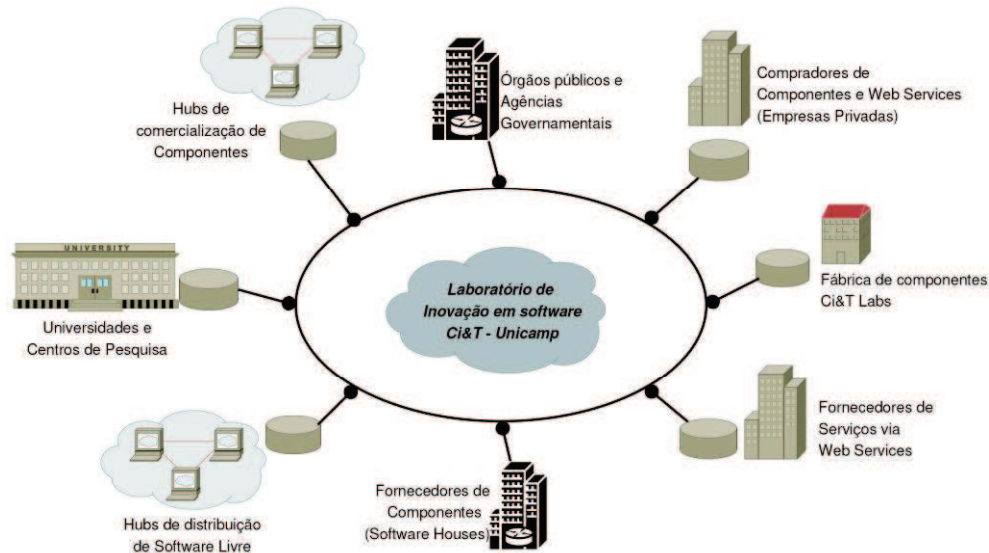 Hubs de
comercialização de
Componentes
Órgãos públicos e
Agências
Governamentais
Compradores de
Componentes e Web Services
(Empresas Privadas)
UNIVERSITY
Universidades e
Centros de Pesquisa
Laboratório de
Inovação em software
Ci&T - Unicamp
Fábrica de componentes
Ci&T Labs
Hubs de distribuição
de Software Livre
Fornecedores de
Componentes
(Software Houses)
Fornecedores de
Serviços via
Web Services